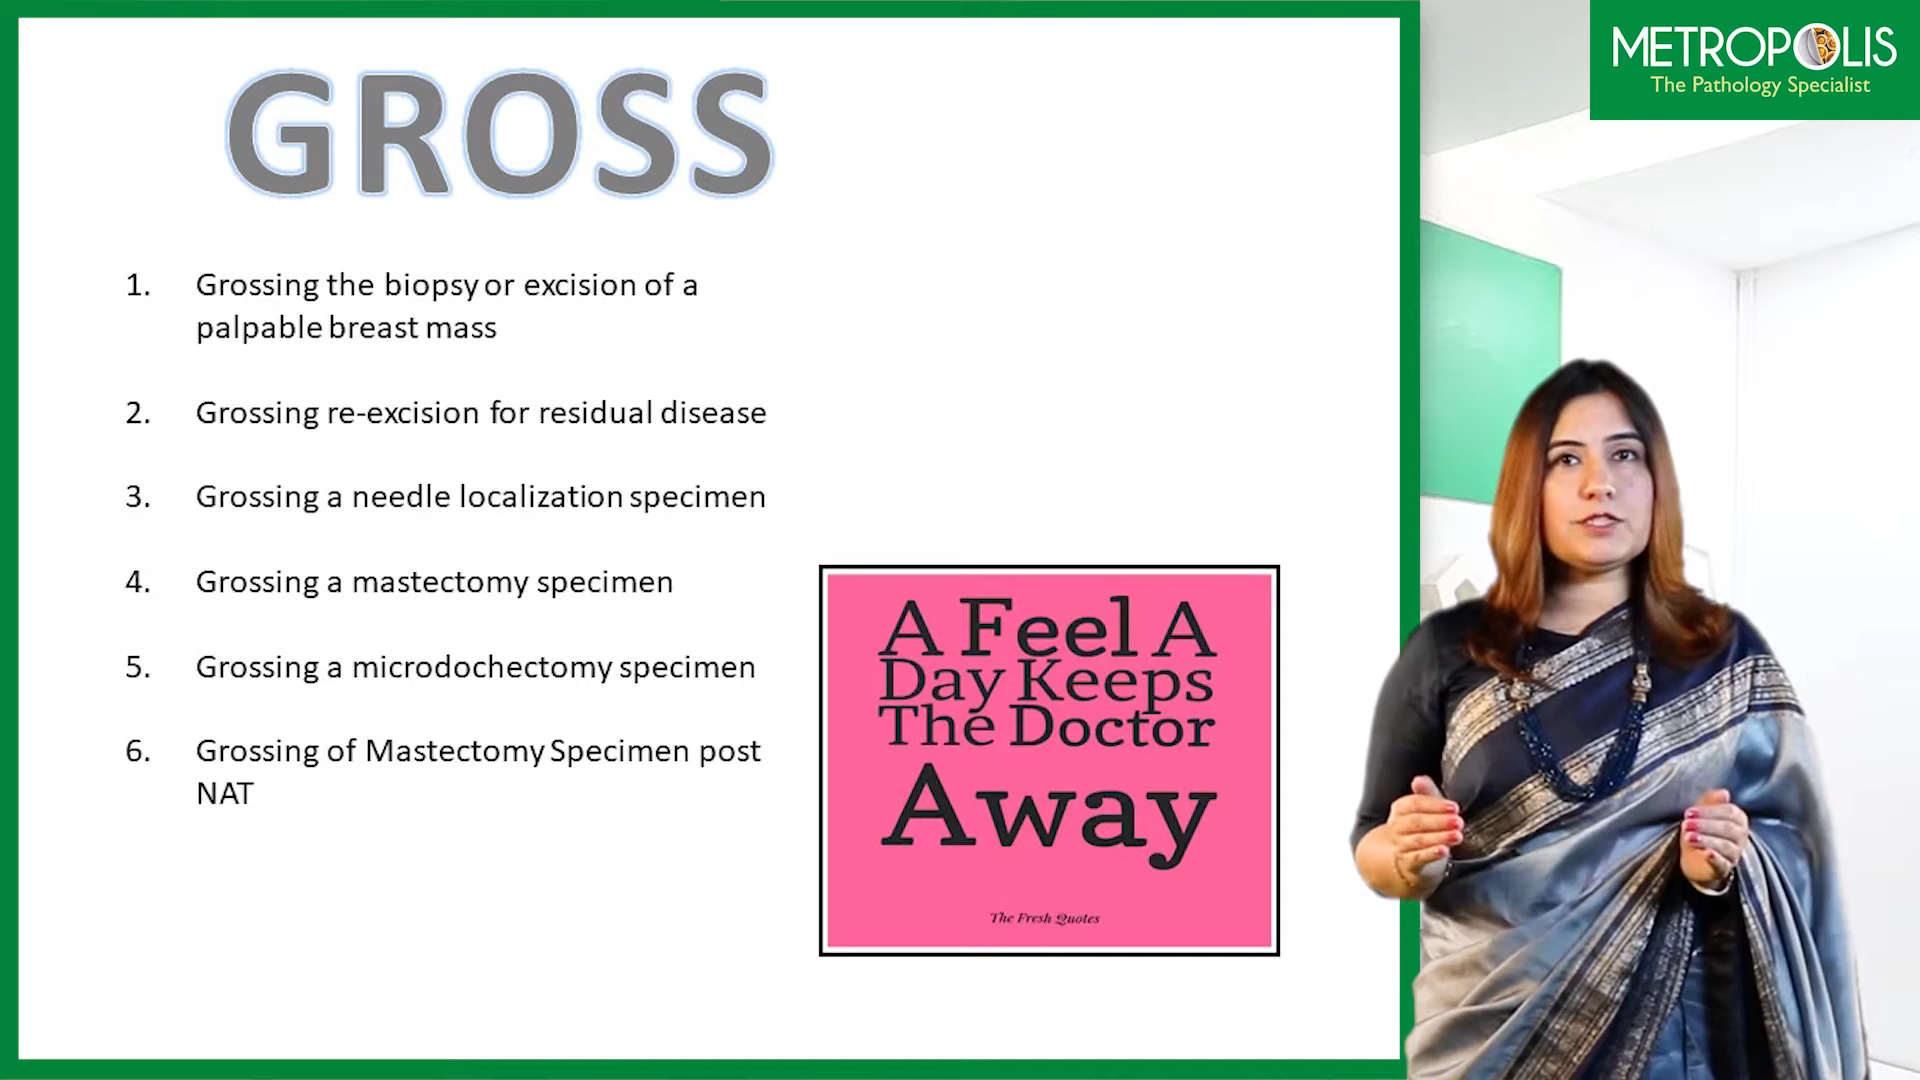 GROSS
1. Grossing the biopsy or excision of a
palpable breast mass
2. Grossing re-excision for residual disease
3. Grossing a needle localization specimen
4. Grossing a mastectomy specimen
5. Grossing a microdochectomy specimen
6. Grossing of Mastectomy Specimen post
NAT
A Feel A
Day Keeps
The Doctor
Away
The Fresh Quotes
METROPOLIS
The Pathology Specialist